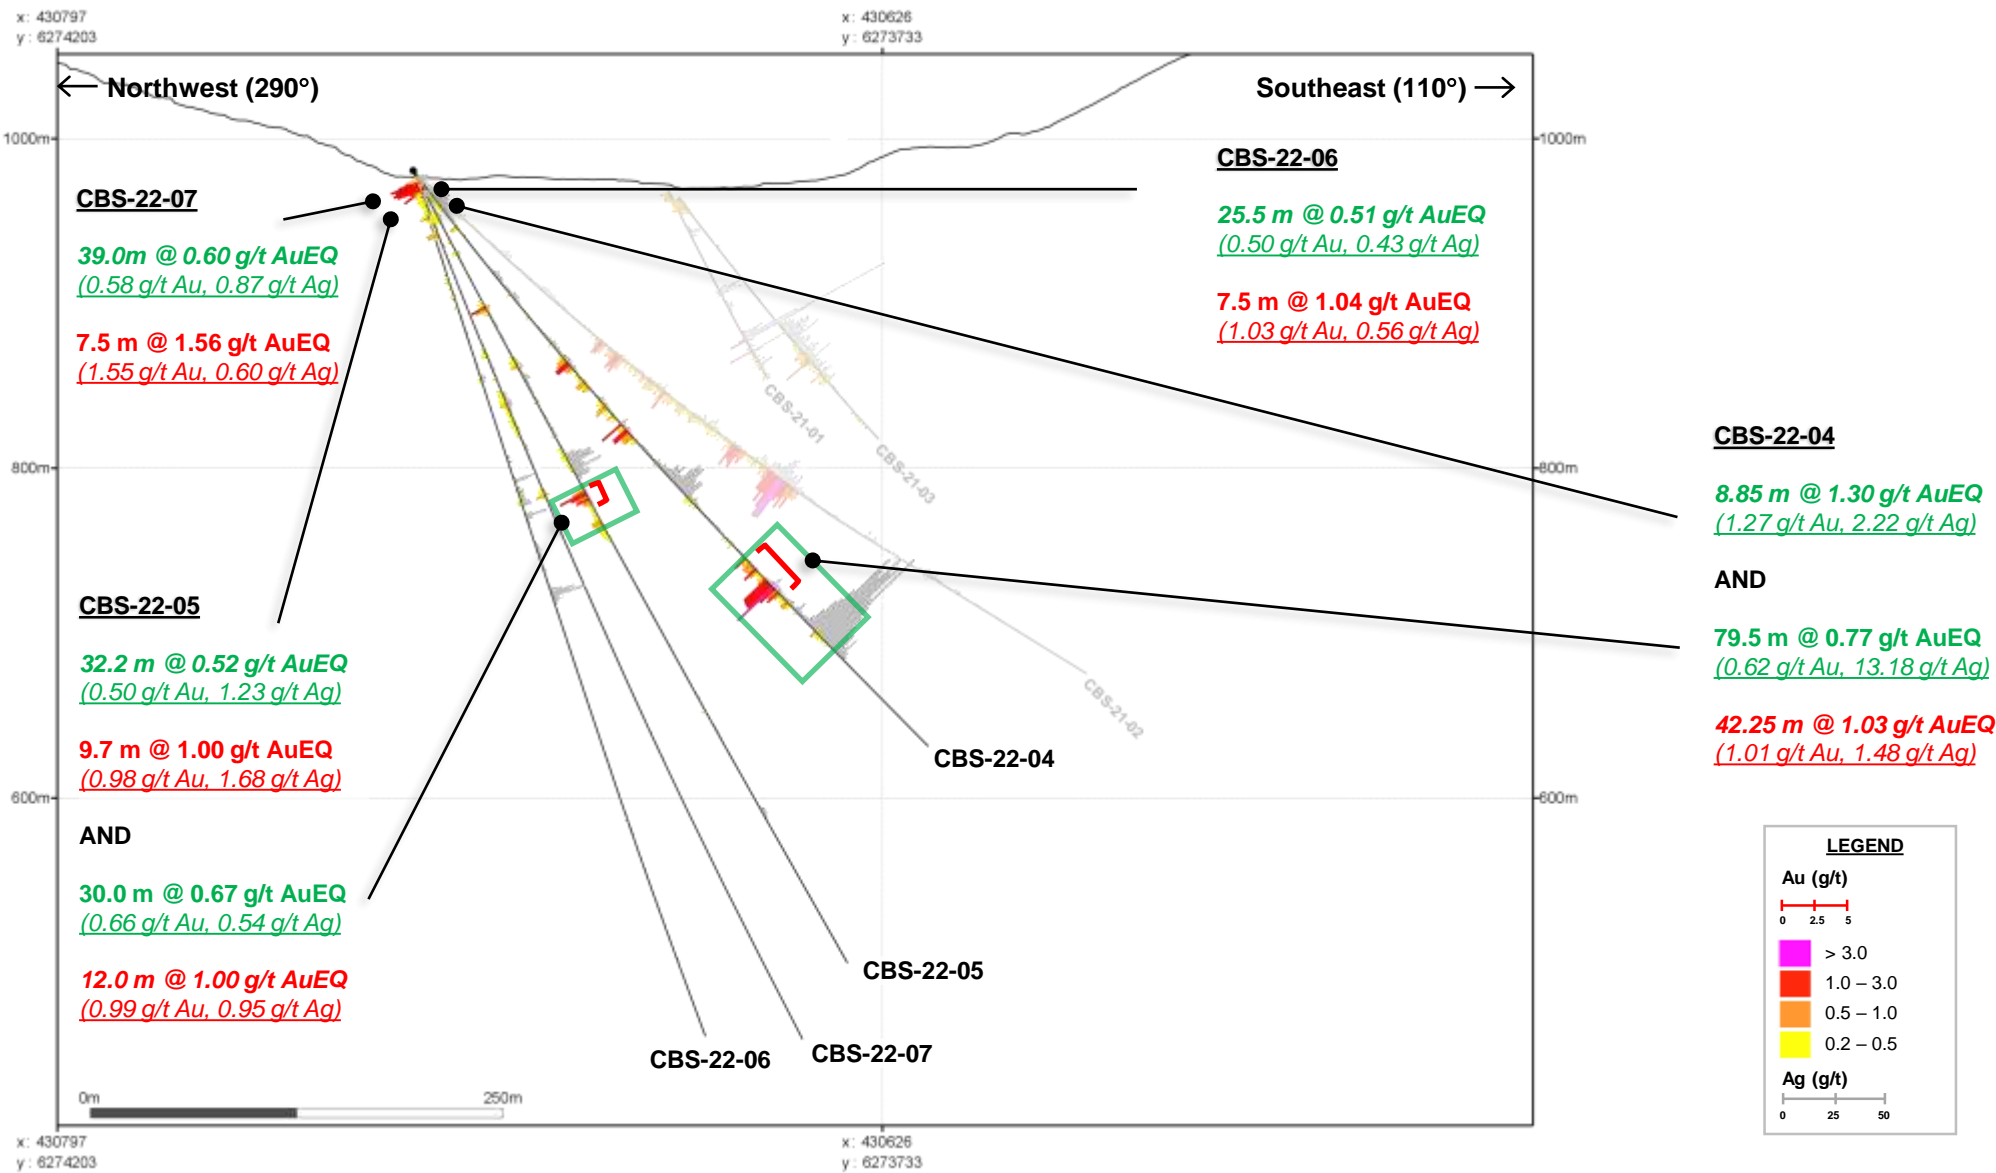 x: 430797
y: 6274203
x: 430626
y: 6273733
Northwest (290°)
Southeast (110°)
1000m
1000m
CBS-22-07
39.0m @ 0.60 g/t AuEQ
(0.58 g/t Au, 0.87 g/t Ag)
7.5 m @ 1.56 g/t AuEQ
(1.55 g/t Au, 0.60 g/t Ag)
CBS-22-06
25.5 m @ 0.51 g/t AuEQ
(0.50 g/t Au, 0.43 g/t Ag)
7.5 m @ 1.04 g/t AuEQ
(1.03 g/t Au, 0.56 g/t Ag)
CBS-21-01
CBS-21-03
800m
800m
CBS-22-04
8.85 m @ 1.30 g/t AuEQ
(1.27 g/t Au, 2.22 g/t Ag)
AND
79.5 m @ 0.77 g/t AuEQ
(0.62 g/t Au, 13.18 g/t Ag)
42.25 m @ 1.03 g/t AuEQ
(1.01 g/t Au, 1.48 g/t Ag)
CBS-22-05
32.2 m @ 0.52 g/t AuEQ
(0.50 g/t Au, 1.23 g/t Ag)
9.7 m @ 1.00 g/t AuEQ
(0.98 g/t Au, 1.68 g/t Ag)
AND
30.0 m @ 0.67 g/t AuEQ
(0.66 g/t Au, 0.54 g/t Ag)
12.0 m @ 1.00 g/t AuEQ
(0.99 g/t Au, 0.95 g/t Ag)
CBS-21-02
CBS-22-04
600m
600m
CBS-22-05
CBS-22-07
CBS-22-06
LEGEND
Au (g/t)
0 2.5 5
> 3.0
1.0 – 3.0
0.5 – 1.0
0.2 – 0.5
Ag (g/t)
0 25 50
0m 250m
x: 430797
y: 6274203
x: 430626
y: 6273733